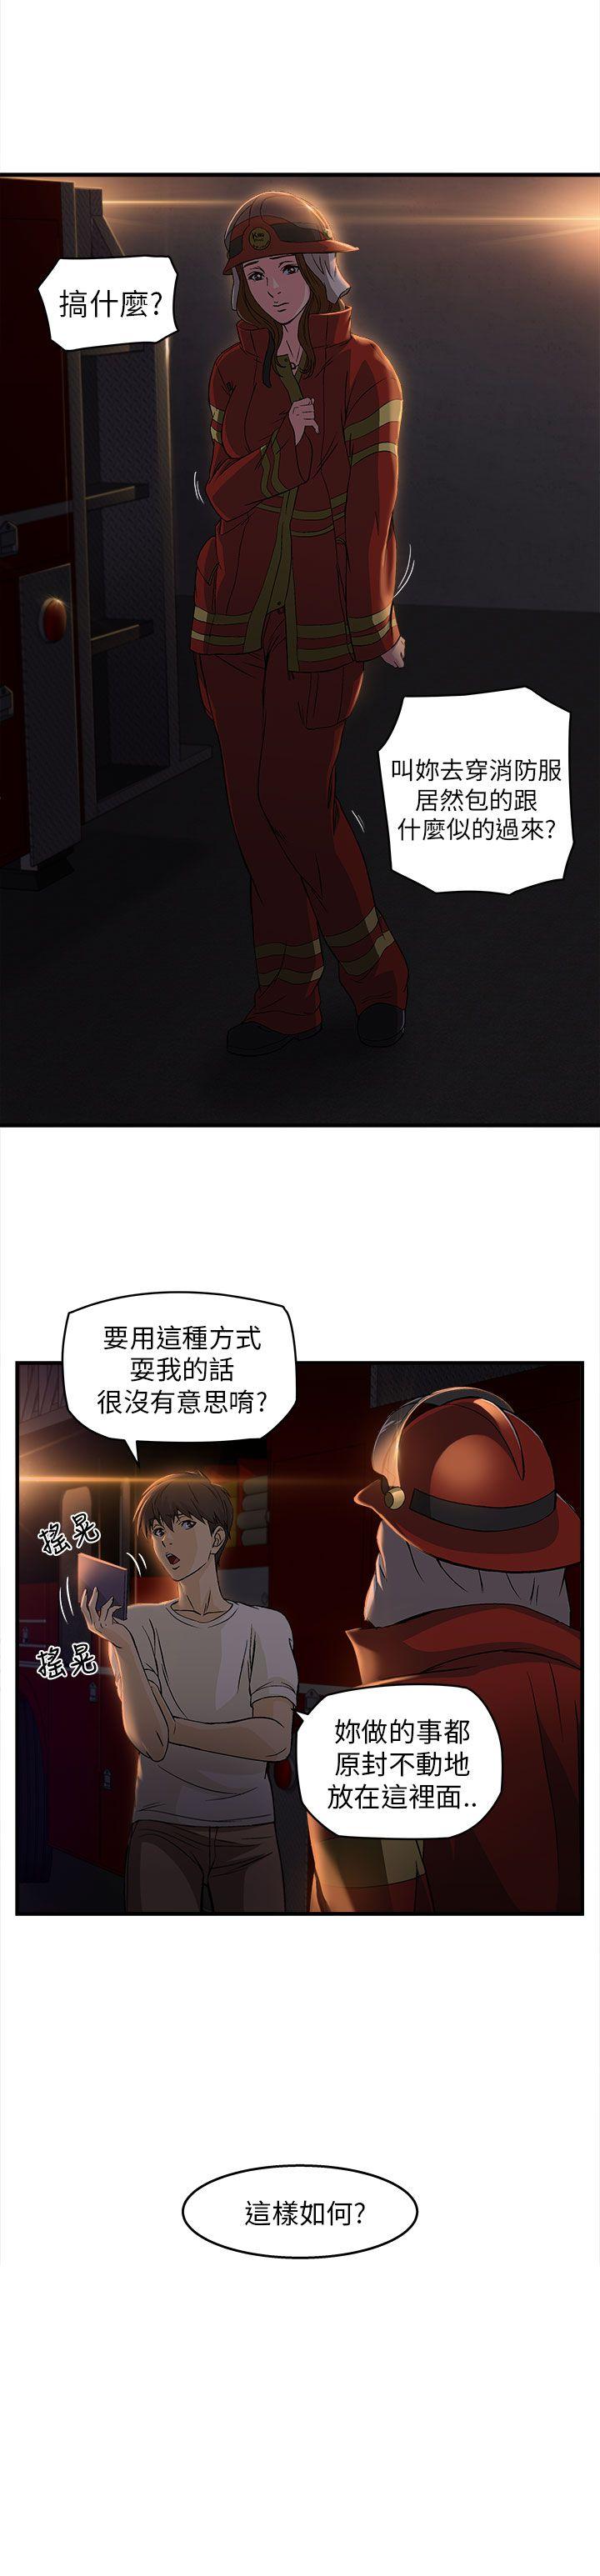 搞什麼?
叫妳去穿消防服
居然包的跟
什麼似的過來?
要用這種方式
耍我的話
很沒有意思唷?
搖晃
搖晃
妳做的事都
原封不動地
放在這裡面..
這樣如何?